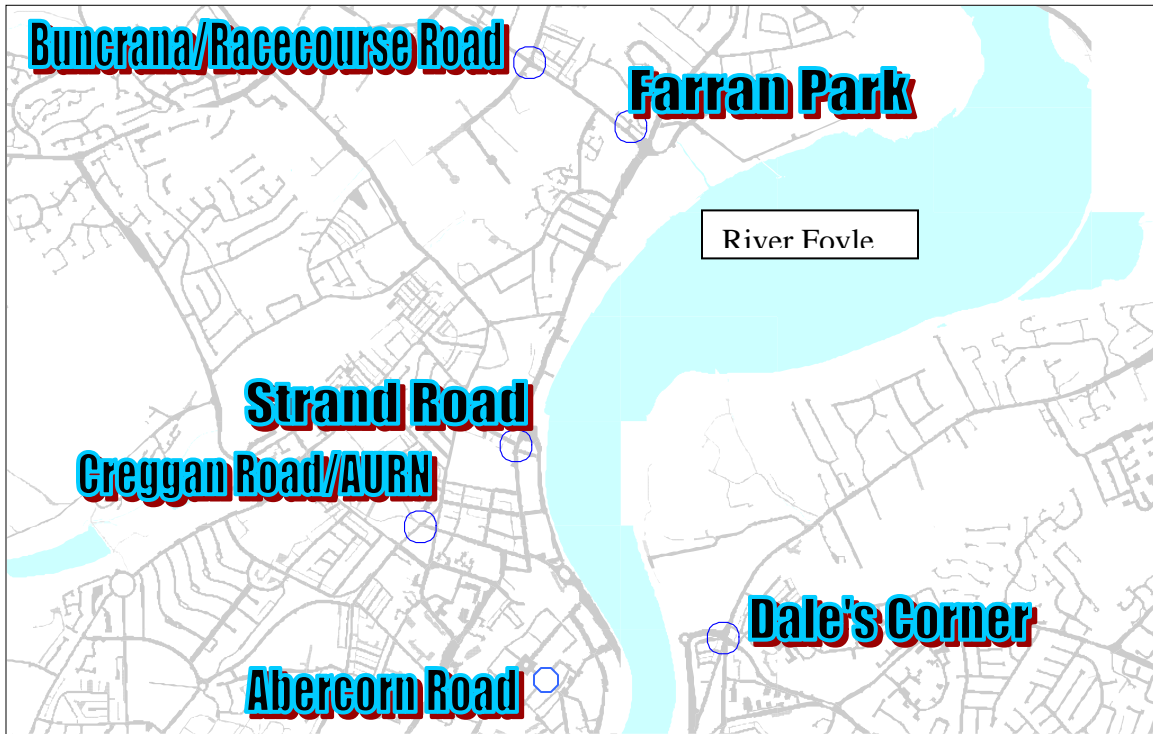 Buncrana/Racecourse Road
Farran Park
River Foyle
Strand Road
Creggan Road/AURN
Dale's Corner
Abercorn Road